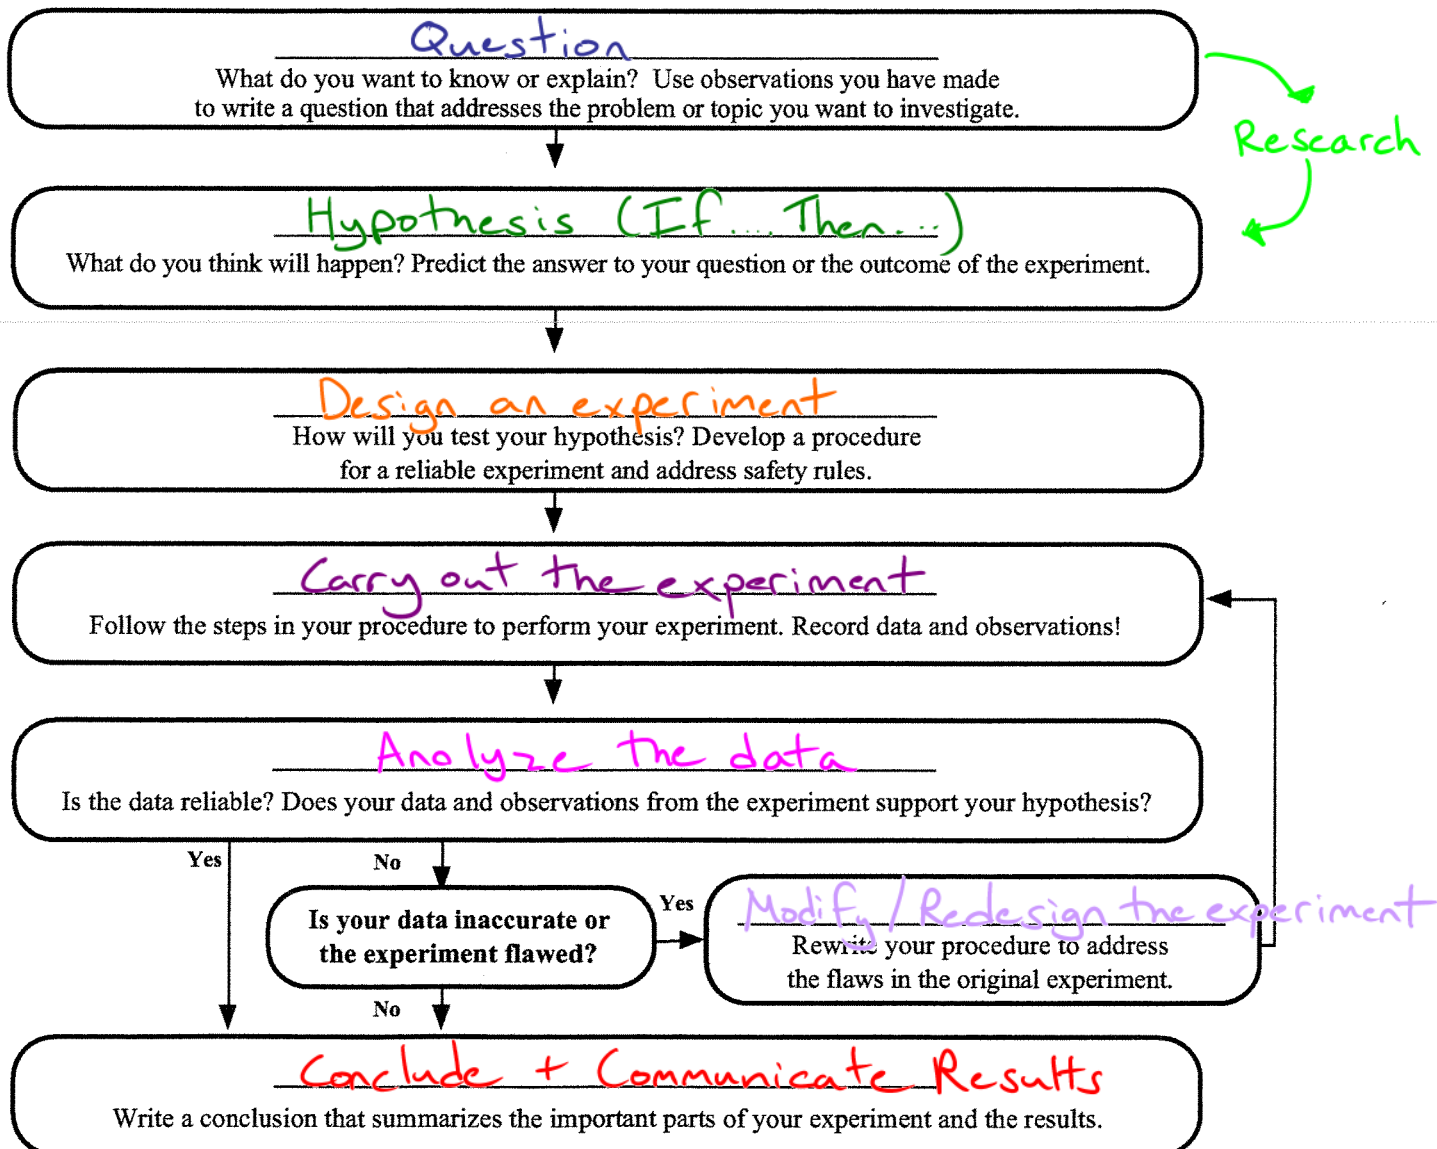 Question
What do you want to know or explain? Use observations you have made
to write a question that addresses the problem or topic you want to investigate.
Research
Hypothesis (If.... Then....)
What do you think will happen? Predict the answer to your question or the outcome of the experiment.
Design an experiment
How will you test your hypothesis? Develop a procedure
for a reliable experiment and address safety rules.
Carry out the experiment
Follow the steps in your procedure to perform your experiment. Record data and observations!
Analyze the data
Is the data reliable? Does your data and observations from the experiment support your hypothesis?
Yes
No
Is your data inaccurate or
the experiment flawed?
Yes
Modify / Redesign the experiment
Rewrite your procedure to address
the flaws in the original experiment.
No
Conclude + Communicate Results
Write a conclusion that summarizes the important parts of your experiment and the results.